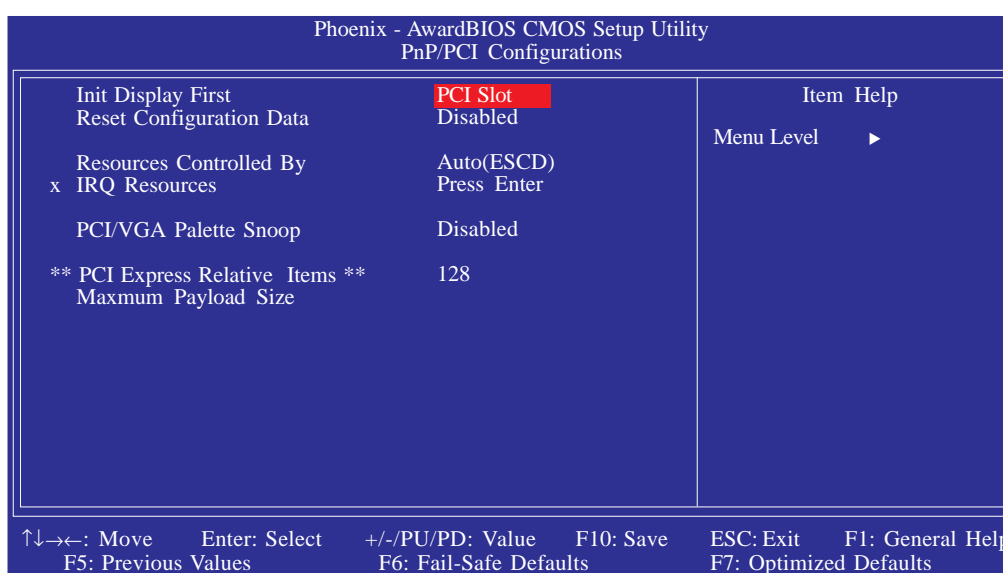 Phoenix - AwardBIOS CMOS Setup Utility
PnP/PCI Configurations
Init Display First PCI Slot
Reset Configuration Data Disabled
Resources Controlled By Auto(ESCD)
x IRQ Resources Press Enter
PCI/VGA Palette Snoop Disabled
** PCI Express Relative Items ** 128
Maxmum Payload Size
Item Help
Menu Level ▶
↑↓→←: Move Enter: Select +/-/PU/PD: Value F10: Save ESC: Exit F1: General Help
F5: Previous Values F6: Fail-Safe Defaults F7: Optimized Defaults